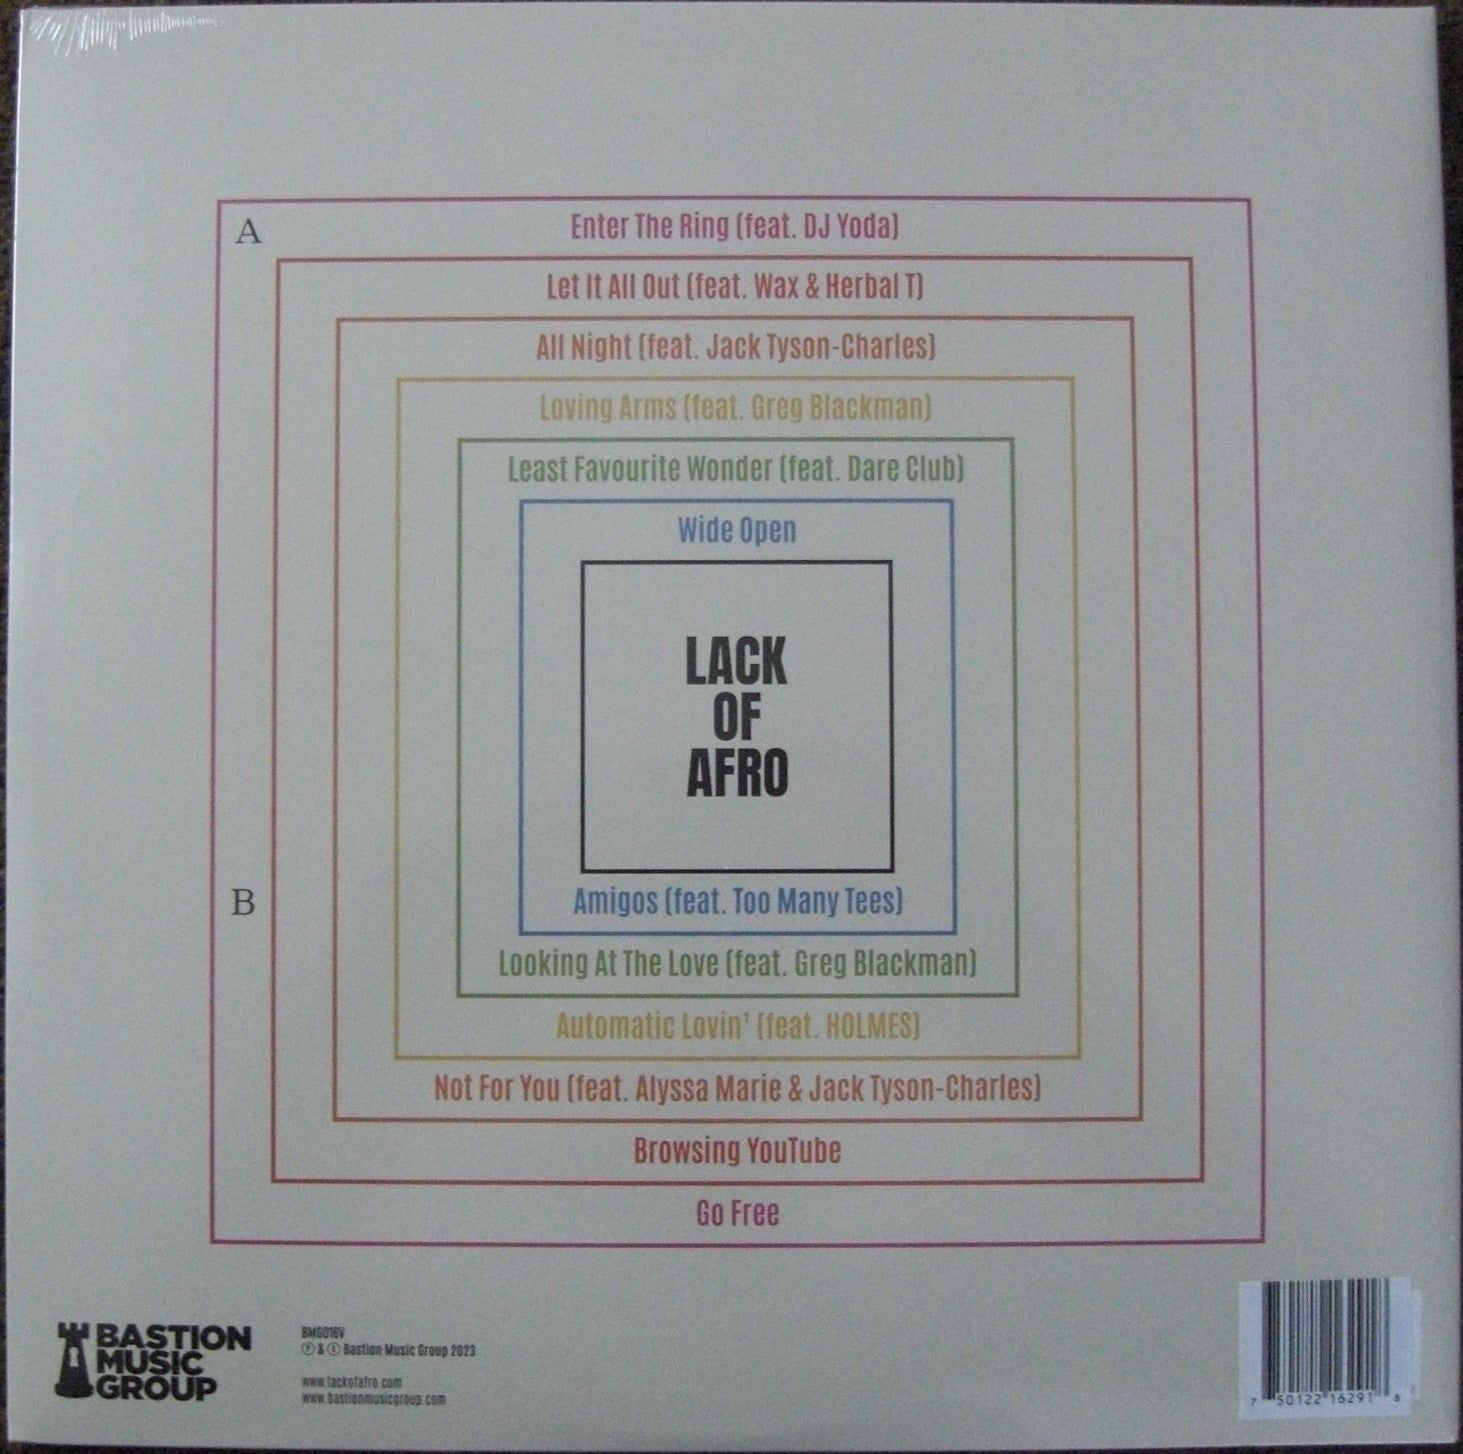 A
Enter The Ring (feat. DJ Yoda)
Let It All Out (feat. Wax & Herbal T)
All Night (feat. Jack Tyson-Charles)
Loving Arms (feat. Greg Blackman)
Least Favourite Wonder (feat. Dare Club)
Wide Open
LACK
OF
AFRO
B
Amigos (feat. Too Many Tees)
Looking At The Love (feat. Greg Blackman)
Automatic Lovin' (feat. HOLMES)
Not For You (feat. Alyssa Marie & Jack Tyson-Charles)
Browsing YouTube
Go Free
BASTION
MUSIC
GROUP
BMG016V
℗ & © Bastion Music Group 2023
www.lackofafro.com
www.bastionmusicgroup.com
7 50122 16291 8